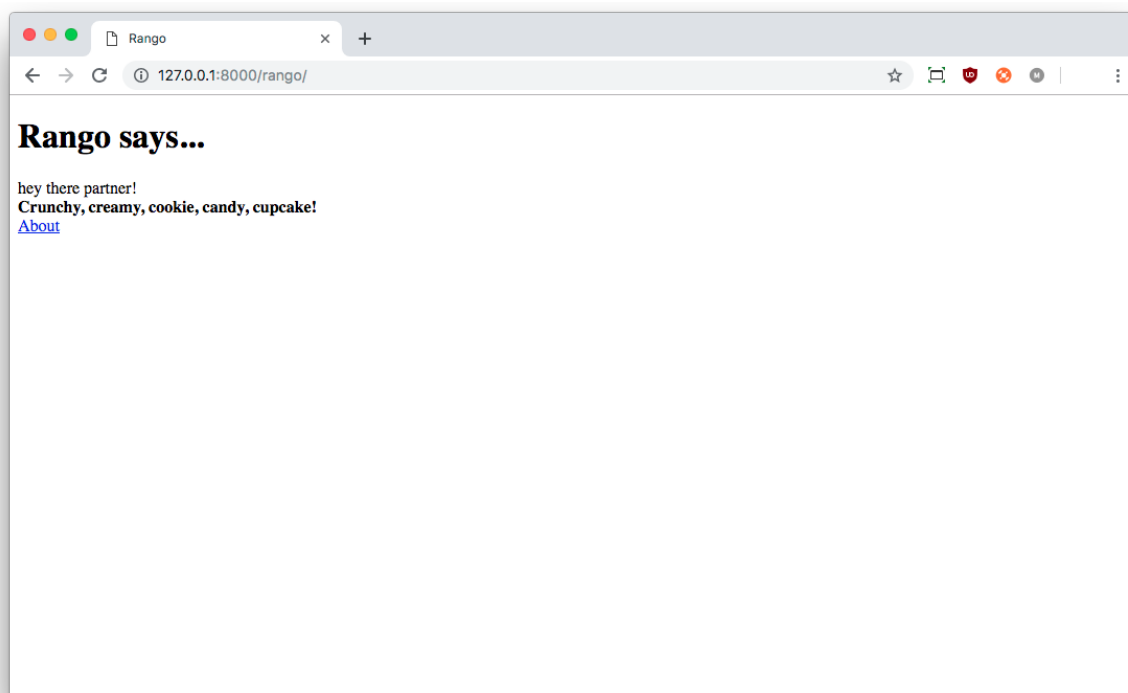 Rango
127.0.0.1:8000/rango/
Rango says...
hey there partner!
Crunchy, creamy, cookie, candy, cupcake!
About